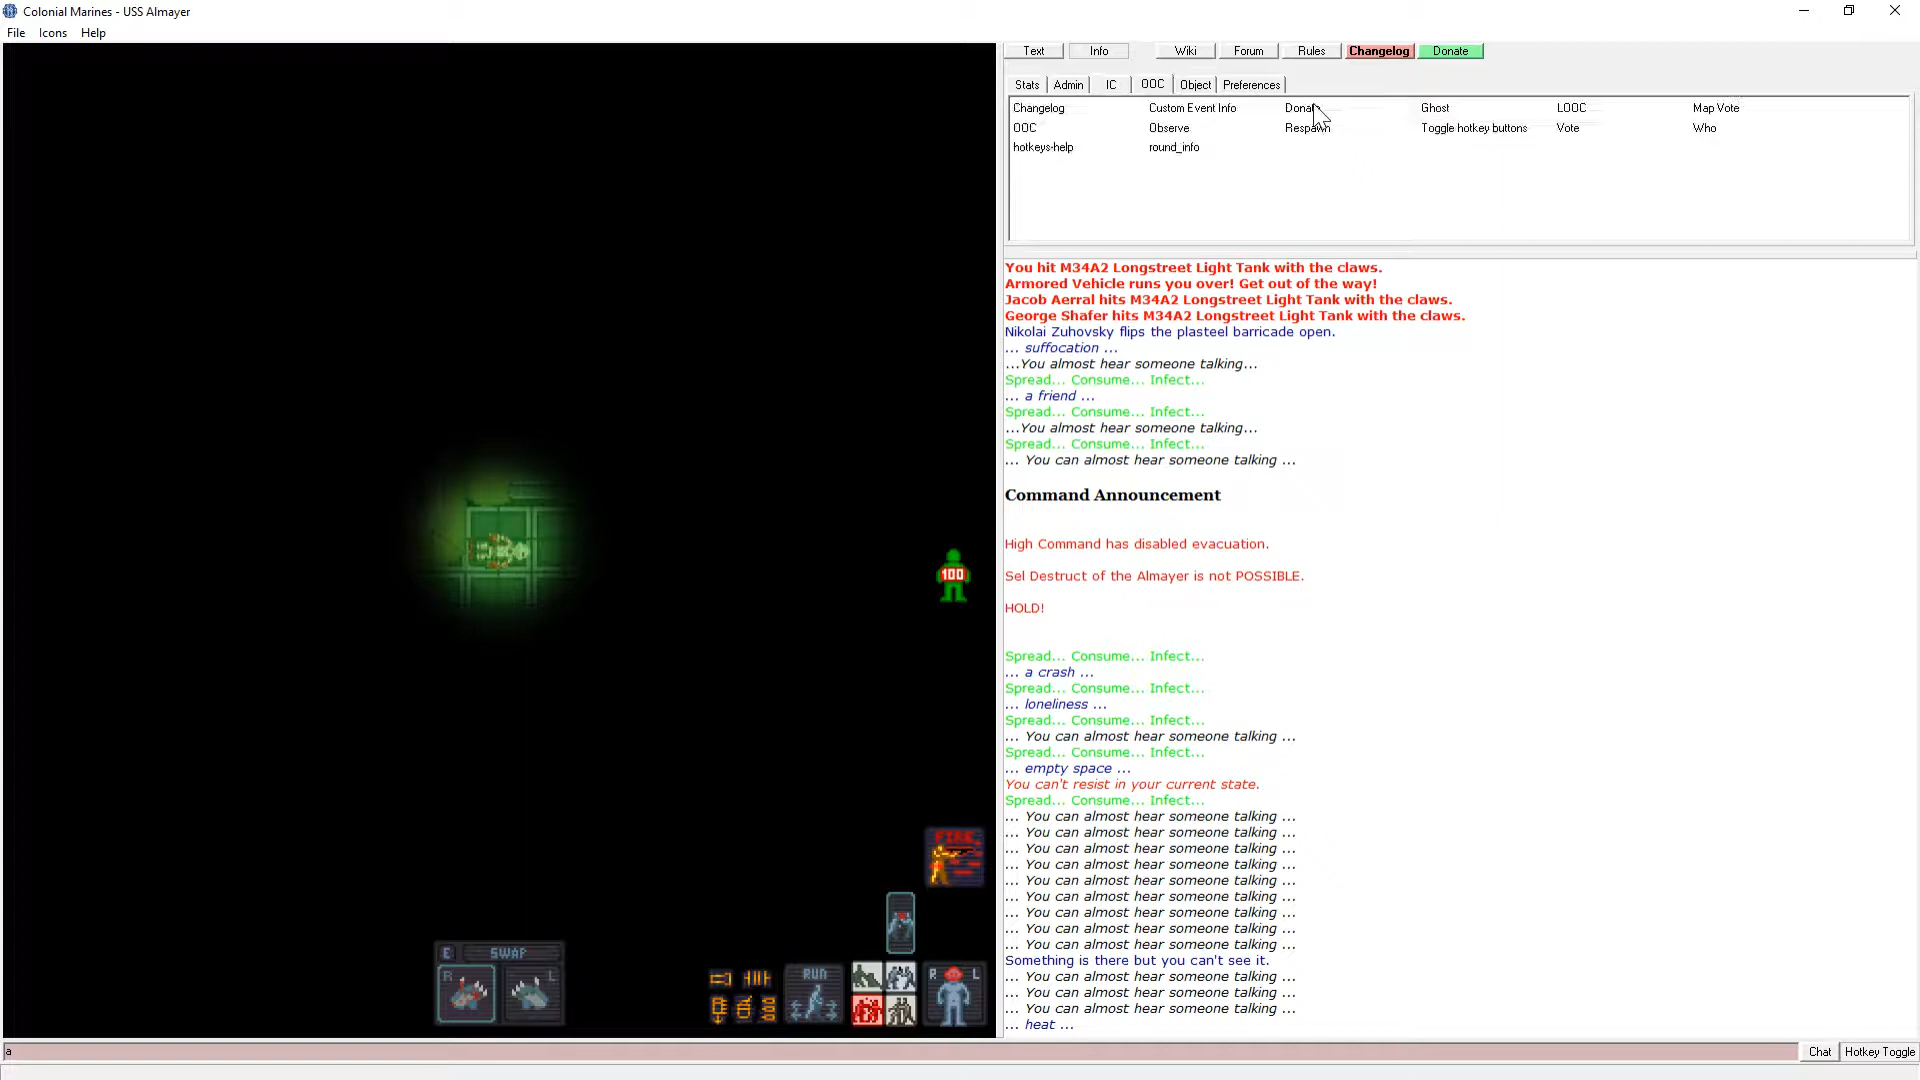 Colonial Marines - USS Almayer
File Icons Help
Text Info Wiki Forum Rules Changelog Donate
Stats Admin IC OOC Object Preferences
Changelog Custom Event Info Donate Ghost LOOC Map Vote
OOC Observe Respawn Toggle hotkey buttons Vote Who
hotkeys-help round_info
You hit M34A2 Longstreet Light Tank with the claws.
Armored Vehicle runs you over! Get out of the way!
Jacob Aerral hits M34A2 Longstreet Light Tank with the claws.
George Shafer hits M34A2 Longstreet Light Tank with the claws.
Nikolai Zuhovsky flips the plasteel barricade open.
... suffocation ...
...You almost hear someone talking...
Spread... Consume... Infect...
... a friend ...
Spread... Consume... Infect...
...You almost hear someone talking...
Spread... Consume... Infect...
... You can almost hear someone talking ...
Command Announcement
High Command has disabled evacuation.
Sel Destruct of the Almayer is not POSSIBLE.
HOLD!
Spread... Consume... Infect...
... a crash ...
Spread... Consume... Infect...
... loneliness ...
Spread... Consume... Infect...
... You can almost hear someone talking ...
Spread... Consume... Infect...
... empty space ...
You can't resist in your current state.
Spread... Consume... Infect...
... You can almost hear someone talking ...
... You can almost hear someone talking ...
... You can almost hear someone talking ...
... You can almost hear someone talking ...
... You can almost hear someone talking ...
... You can almost hear someone talking ...
... You can almost hear someone talking ...
... You can almost hear someone talking ...
... You can almost hear someone talking ...
Something is there but you can't see it.
... You can almost hear someone talking ...
... You can almost hear someone talking ...
... You can almost hear someone talking ...
... heat ...
100
FIRE
E SWAP
R L
RUN
R L
a
Chat Hotkey Toggle